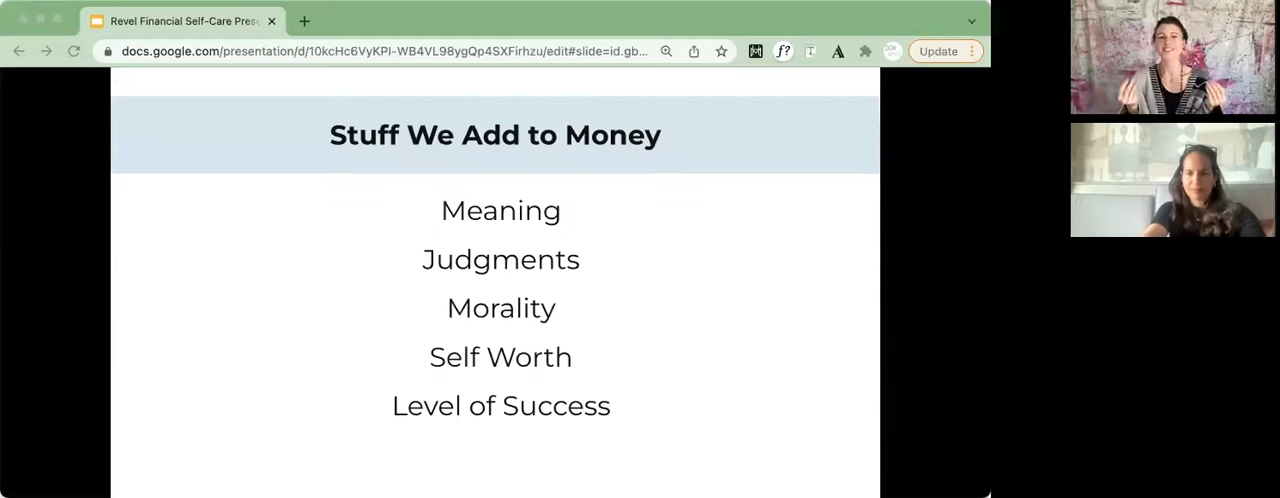 Revel Financial Self-Care Pres
docs.google.com/presentation/d/10kcHc6VyKPI-WB4VL98ygQp4SXFirhzu/edit#slide=id.gb...
f?
T
A
Update
Stuff We Add to Money
Meaning
Judgments
Morality
Self Worth
Level of Success